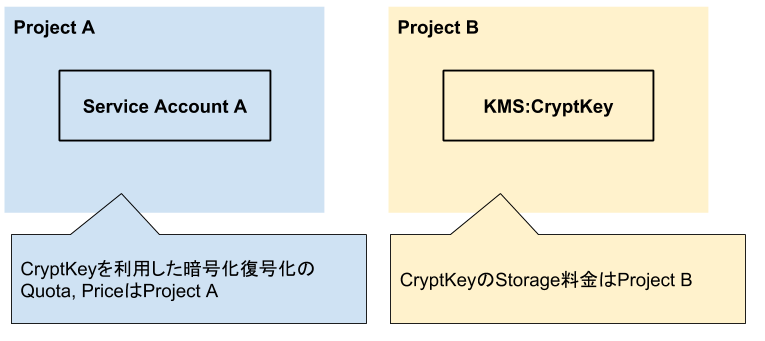 Project A
Service Account A
CryptKeyを利用した暗号化復号化の
Quota, PriceはProject A
Project B
KMS:CryptKey
CryptKeyのStorage料金はProject B